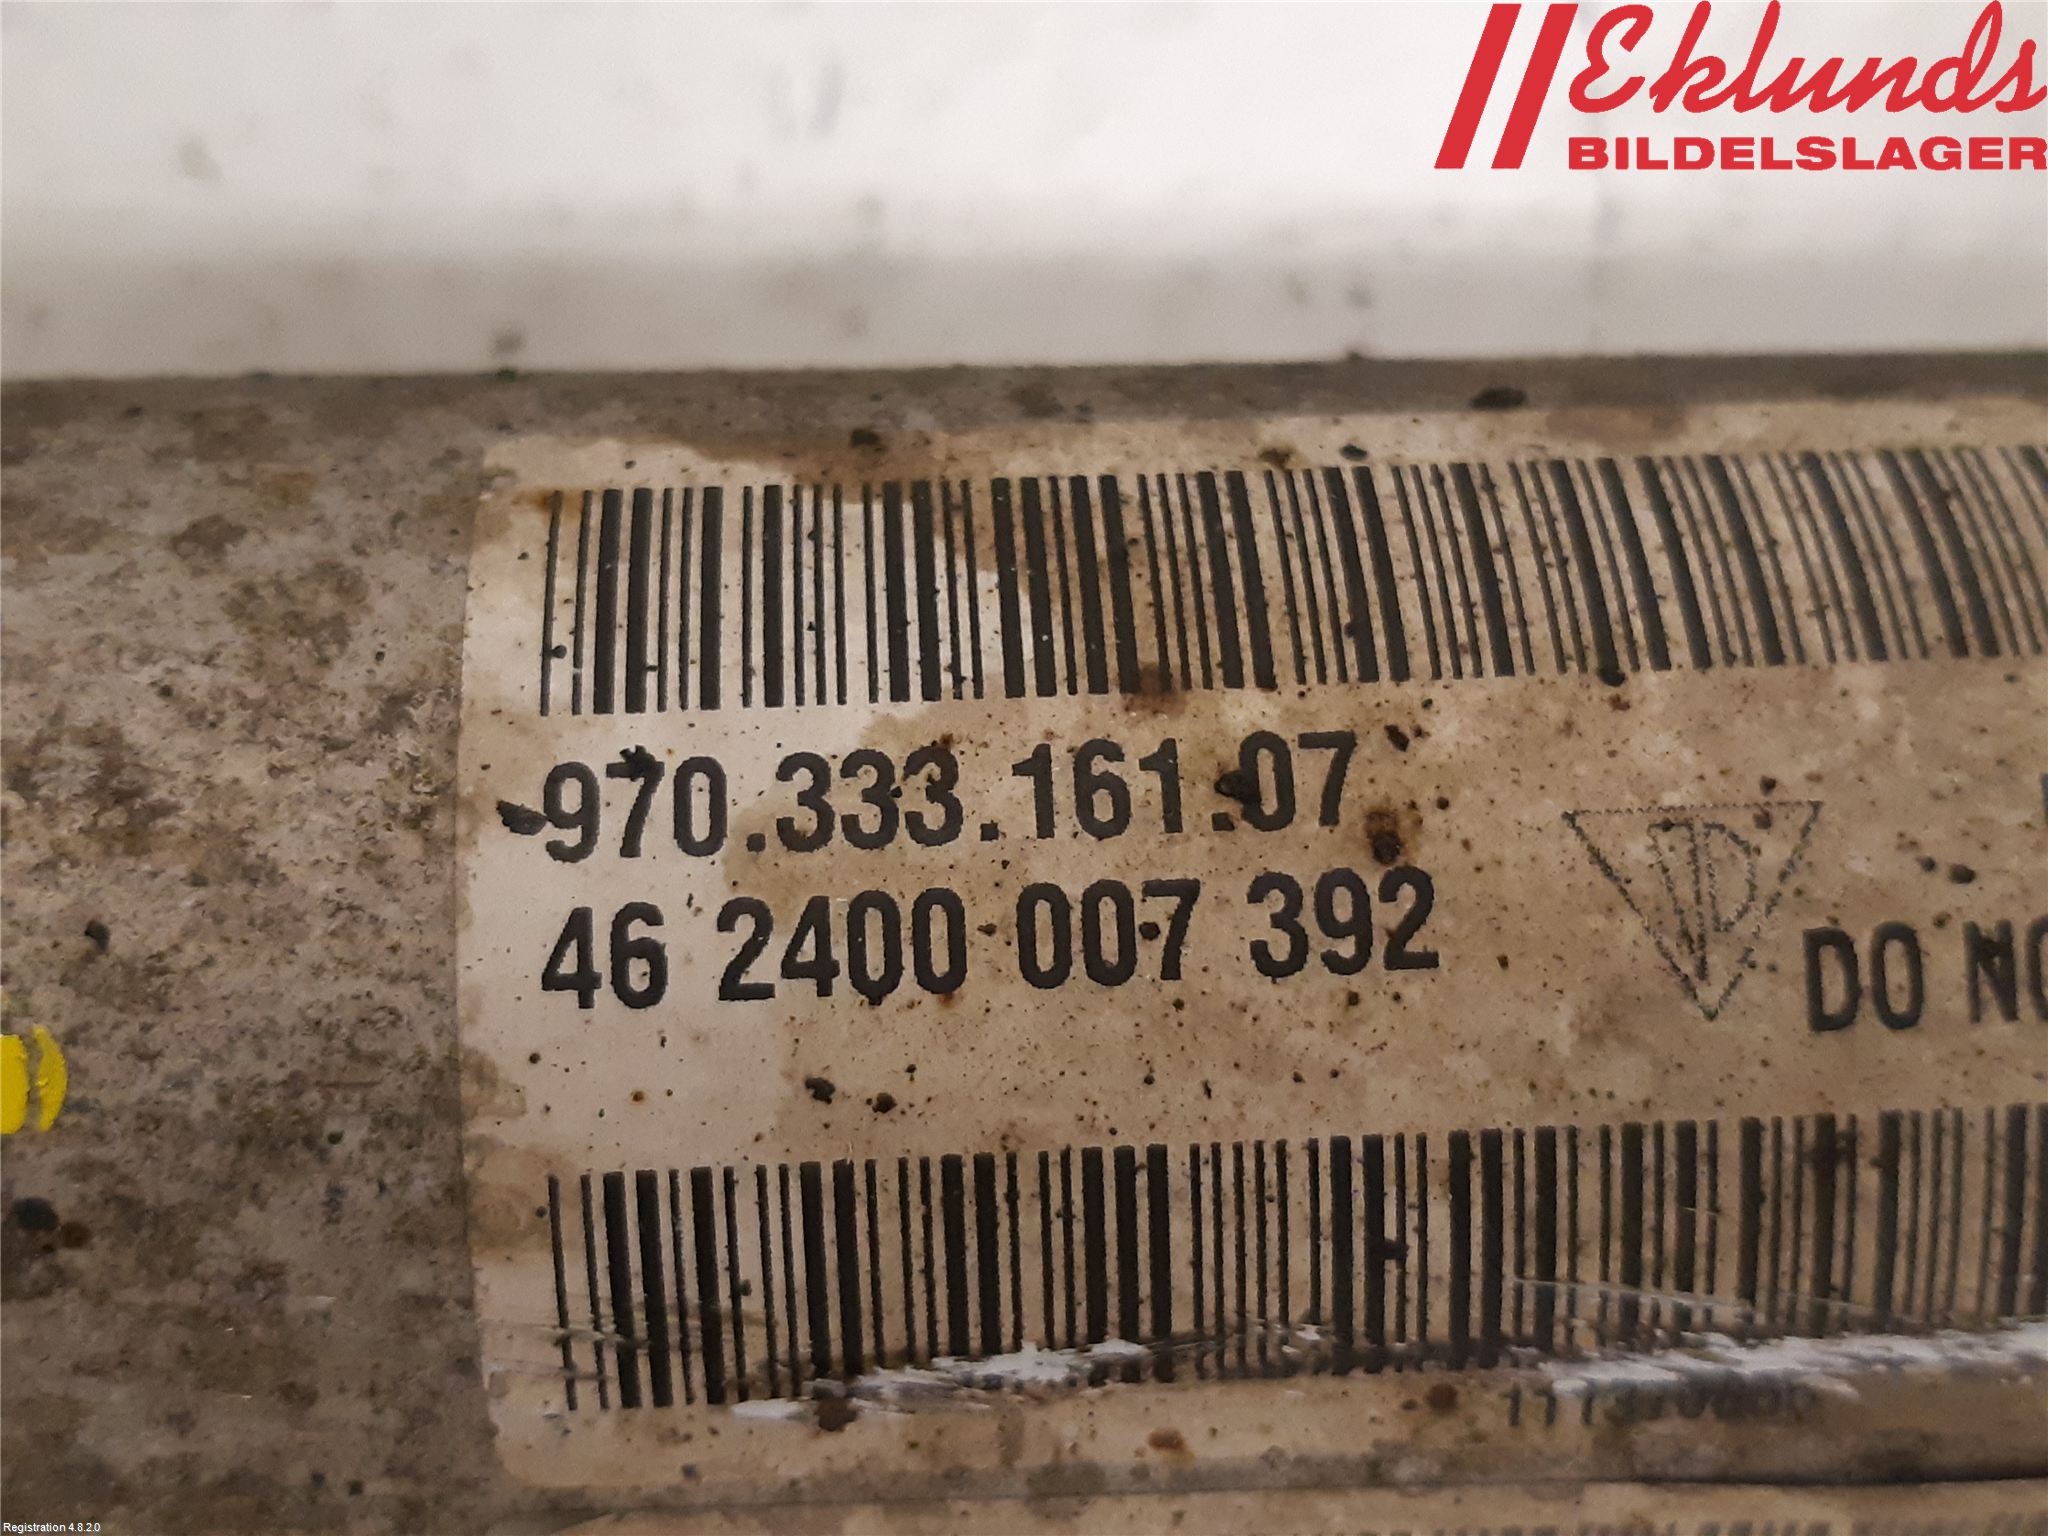 Eklunds
BILDELSLAGER
970.333.161.07
46 2400 007 392
DO
Registration 4.8.2.0